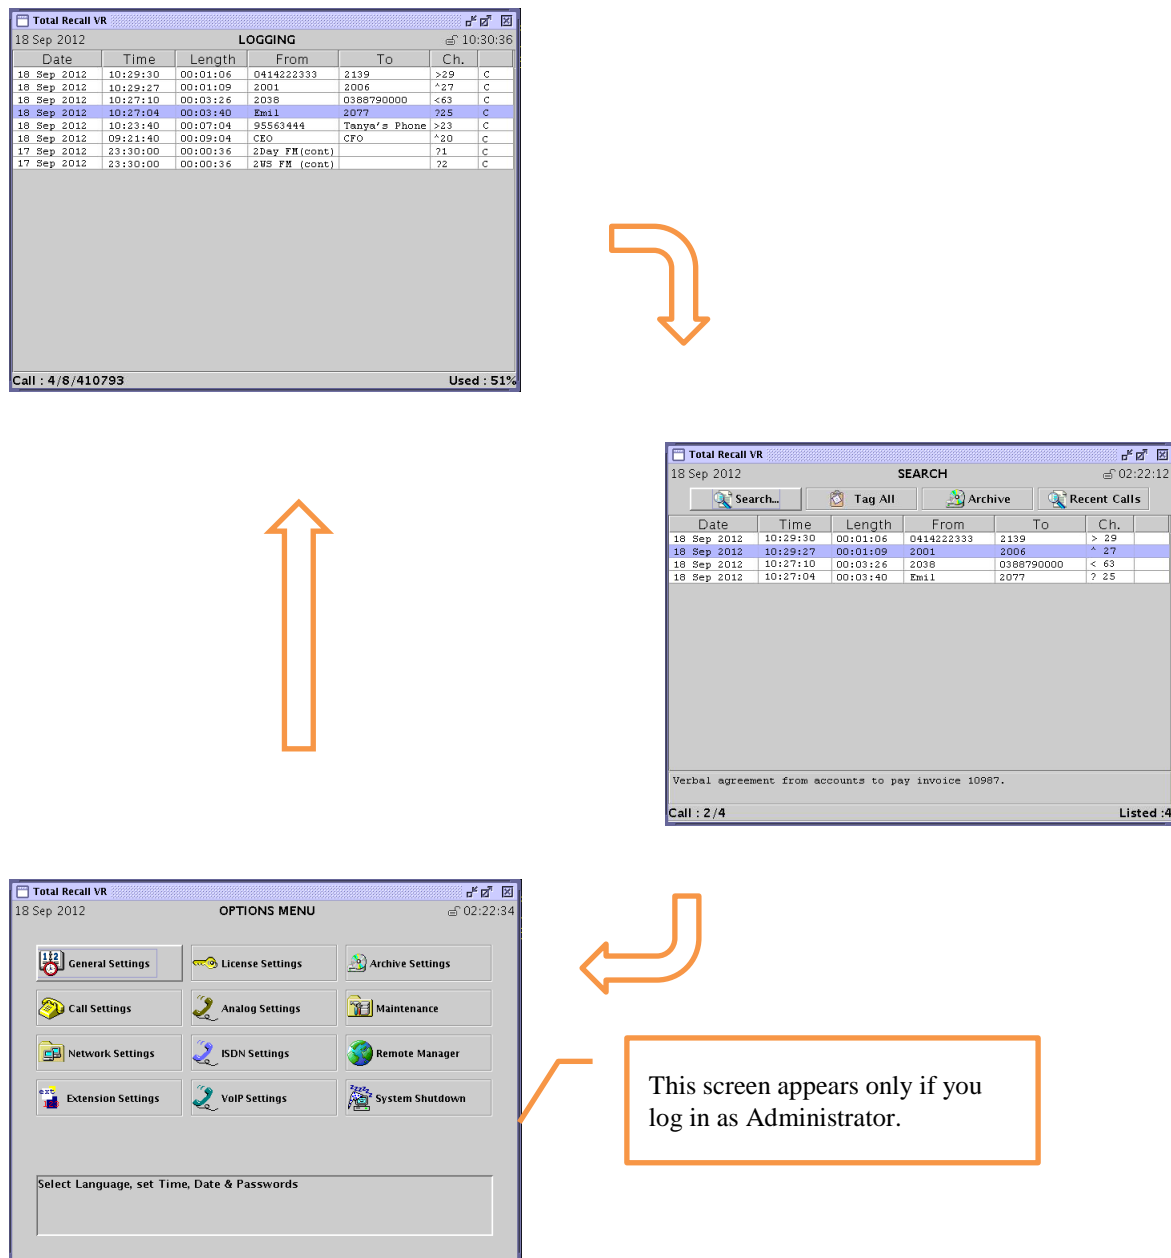 Total Recall VR
18 Sep 2012 LOGGING 10:30:36
Date Time Length From To Ch.
18 Sep 2012 10:29:30 00:01:06 0414222333 2139 >29 C
18 Sep 2012 10:29:27 00:01:09 2001 2006 ^27 C
18 Sep 2012 10:27:10 00:03:26 2038 0388790000 <63 C
18 Sep 2012 10:27:04 00:03:40 Emil 2077 ?25 C
18 Sep 2012 10:23:40 00:07:04 95563444 Tanya's Phone >23 C
18 Sep 2012 09:21:40 00:09:04 CEO CFO ^20 C
17 Sep 2012 23:30:00 00:00:36 2Day FM(cont) ?1 C
17 Sep 2012 23:30:00 00:00:36 2WS FM (cont) ?2 C
Call : 4/8/410793 Used : 51%
Total Recall VR
18 Sep 2012 SEARCH 02:22:12
Search... Tag All Archive Recent Calls
Date Time Length From To Ch.
18 Sep 2012 10:29:30 00:01:06 0414222333 2139 > 29
18 Sep 2012 10:29:27 00:01:09 2001 2006 ^ 27
18 Sep 2012 10:27:10 00:03:26 2038 0388790000 < 63
18 Sep 2012 10:27:04 00:03:40 Emil 2077 ? 25
Verbal agreement from accounts to pay invoice 10987.
Call : 2/4 Listed :4
Total Recall VR
18 Sep 2012 OPTIONS MENU 02:22:34
General Settings License Settings Archive Settings
Call Settings Analog Settings Maintenance
Network Settings ISDN Settings Remote Manager
Extension Settings VoIP Settings System Shutdown
Select Language, set Time, Date & Passwords
This screen appears only if you
log in as Administrator.